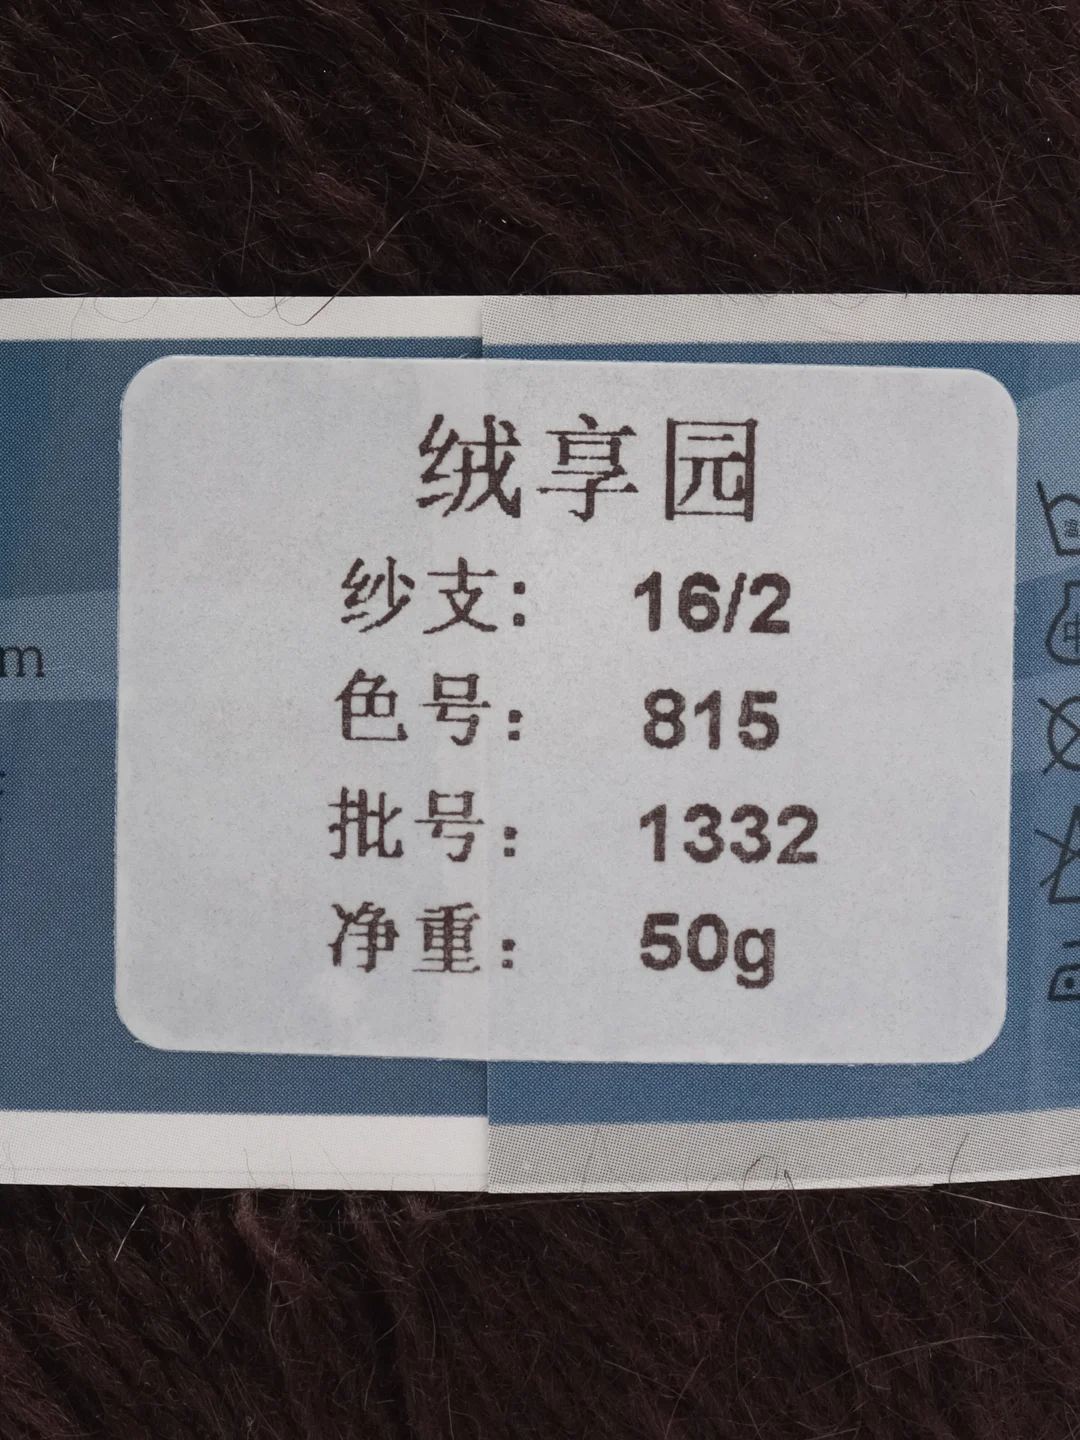 绒享园
纱支： 16/2
色号： 815
批号： 1332
净重： 50g
m